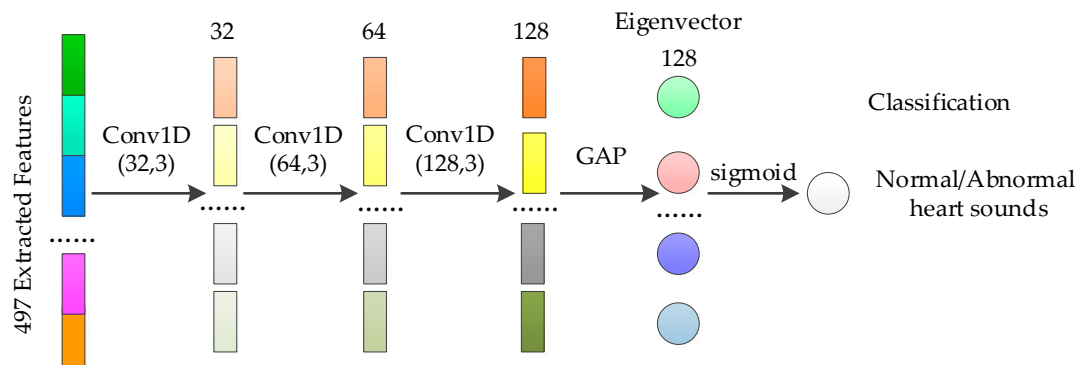 497 Extracted Features
Conv1D
(32,3)
32
......
Conv1D
(64,3)
64
......
Conv1D
(128,3)
128
......
GAP
Eigenvector
128
......
sigmoid
Classification
Normal/Abnormal
heart sounds
......